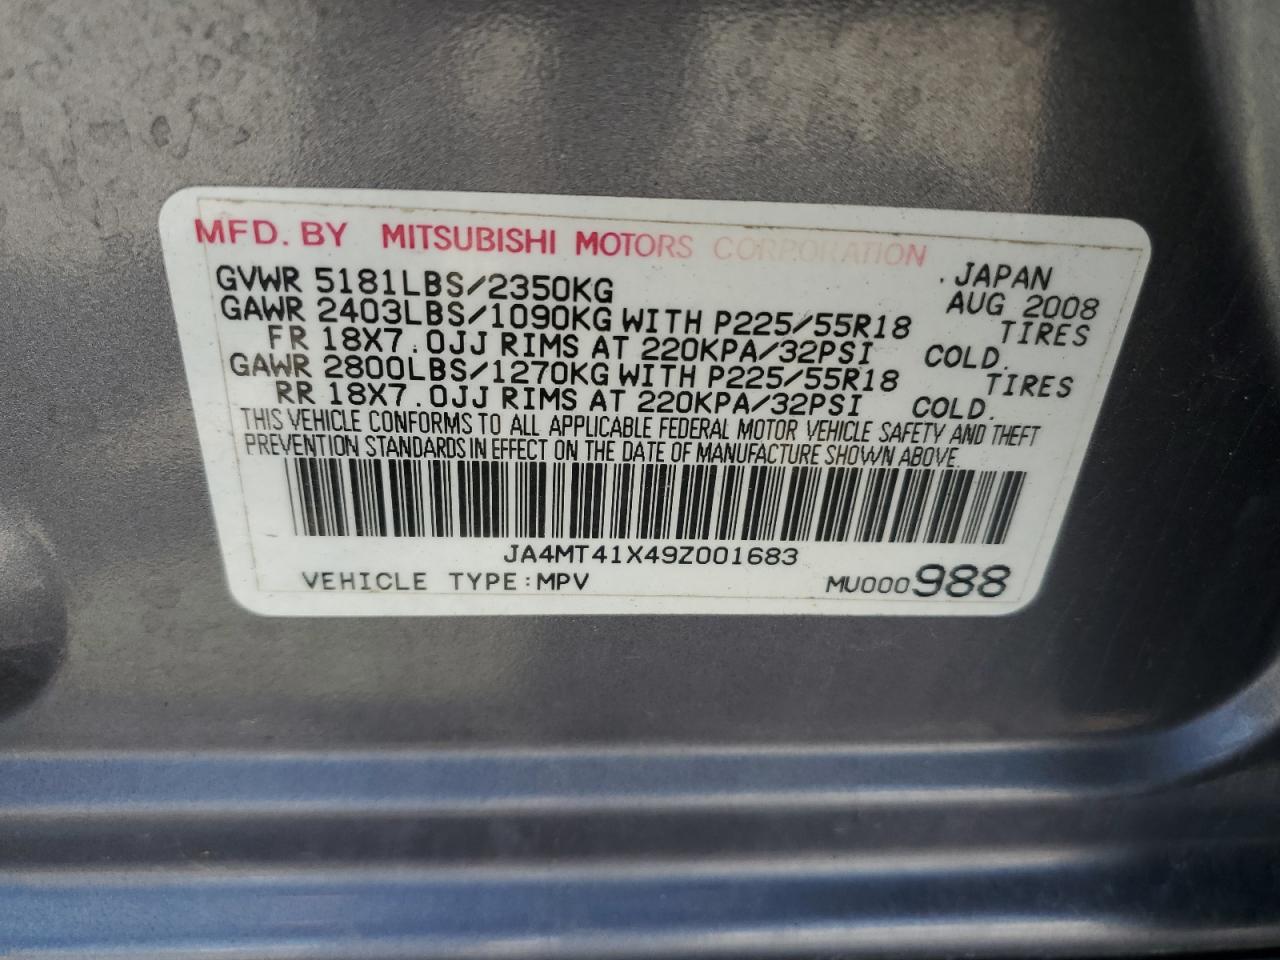 MFD. BY MITSUBISHI MOTORS CORPORATION
GVWR 5181LBS/2350KG . JAPAN AUG 2008
GAWR 2403LBS/1090KG WITH P225/55R18 TIRES
FR 18X7.0JJ RIMS AT 220KPA/32PSI COLD.
GAWR 2800LBS/1270KG WITH P225/55R18 TIRES
RR 18X7.0JJ RIMS AT 220KPA/32PSI COLD.
THIS VEHICLE CONFORMS TO ALL APPLICABLE FEDERAL MOTOR VEHICLE SAFETY AND THEFT
PREVENTION STANDARDS IN EFFECT ON THE DATE OF MANUFACTURE SHOWN ABOVE.
JA4MT41X49Z001683
VEHICLE TYPE:MPV MU000988